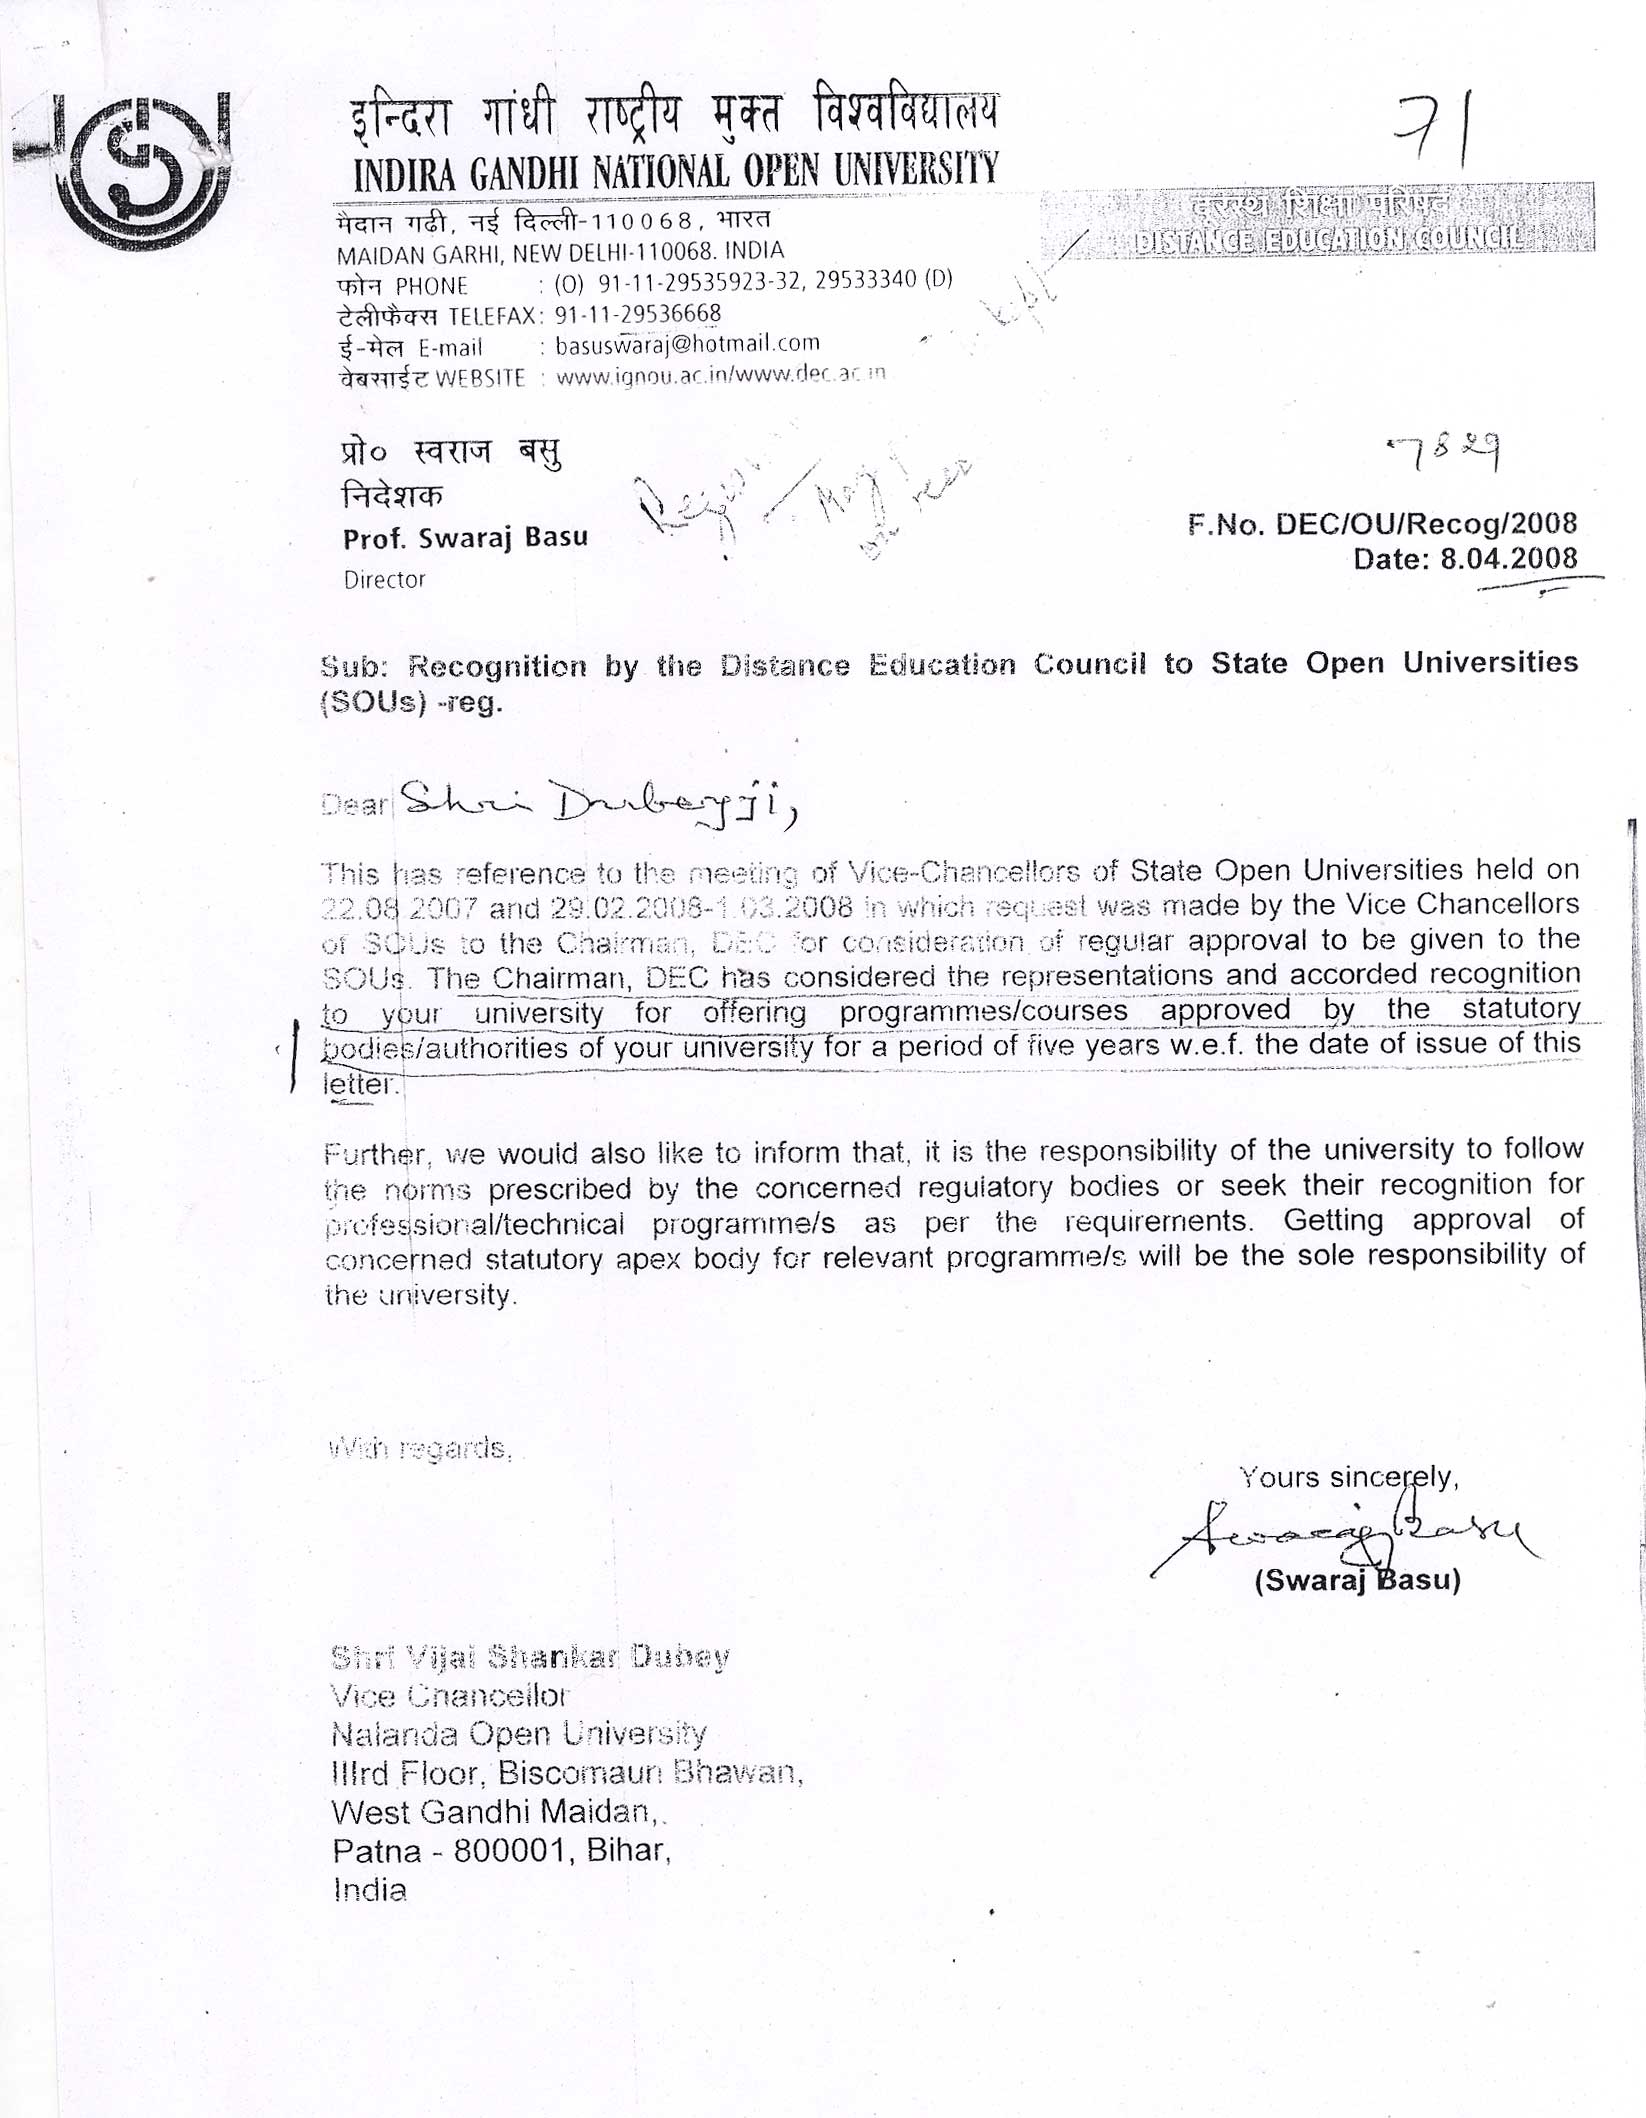 71
इन्दिरा गांधी राष्ट्रीय मुक्त विश्वविद्यालय
INDIRA GANDHI NATIONAL OPEN UNIVERSITY
दूरस्थ शिक्षा परिषद
DISTANCE EDUCATION COUNCIL
मैदान गढ़ी, नई दिल्ली-110068, भारत
MAIDAN GARHI, NEW DELHI-110068. INDIA
फोन PHONE : (O) 91-11-29535923-32, 29533340 (D)
टेलीफैक्स TELEFAX: 91-11-29536668
ई-मेल E-mail : basuswaraj@hotmail.com
वेबसाईट WEBSITE : www.ignou.ac.in/www.dec.ac.in
प्रो० स्वराज बसु
निदेशक
Prof. Swaraj Basu
Director
7829
F.No. DEC/OU/Recog/2008
Date: 8.04.2008
Sub: Recognition by the Distance Education Council to State Open Universities
(SOUs) -reg.
Dear Shri Dubeyji,
This has reference to the meeting of Vice-Chancellors of State Open Universities held on
22.08.2007 and 29.02.2008-1.03.2008 in which request was made by the Vice Chancellors
of SOUs to the Chairman, DEC for consideration of regular approval to be given to the
SOUs. The Chairman, DEC has considered the representations and accorded recognition
to your university for offering programmes/courses approved by the statutory
bodies/authorities of your university for a period of five years w.e.f. the date of issue of this
letter.
Further, we would also like to inform that, it is the responsibility of the university to follow
the norms prescribed by the concerned regulatory bodies or seek their recognition for
professional/technical programme/s as per the requirements. Getting approval of
concerned statutory apex body for relevant programme/s will be the sole responsibility of
the university.
With regards,
Yours sincerely,
Swaraj Basu
(Swaraj Basu)
Shri Vijai Shankar Dubey
Vice Chancellor
Nalanda Open University
IIIrd Floor, Biscomaun Bhawan,
West Gandhi Maidan,
Patna - 800001, Bihar,
India